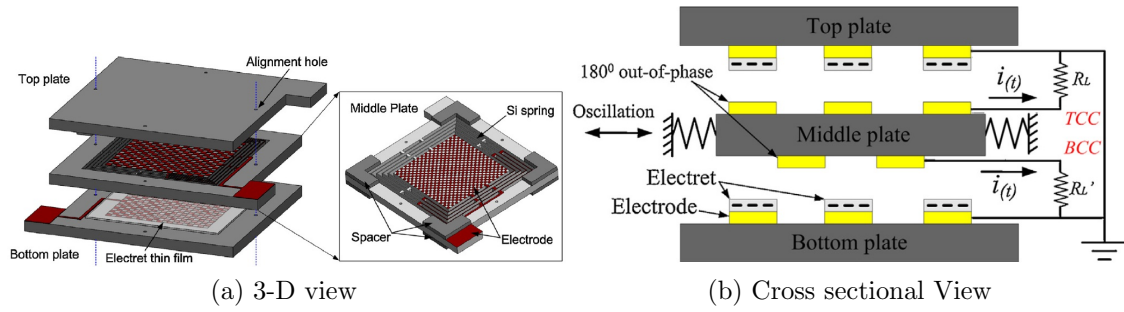 Top plate
Alignment hole
Middle Plate
Si spring
Spacer
Electrode
Bottom plate
Electret thin film
(a) 3-D view
Top plate
180⁰ out-of-phase
i(t)
RL
Oscillation
TCC
Middle plate
BCC
Electret
i(t)
RL'
Electrode
Bottom plate
(b) Cross sectional View